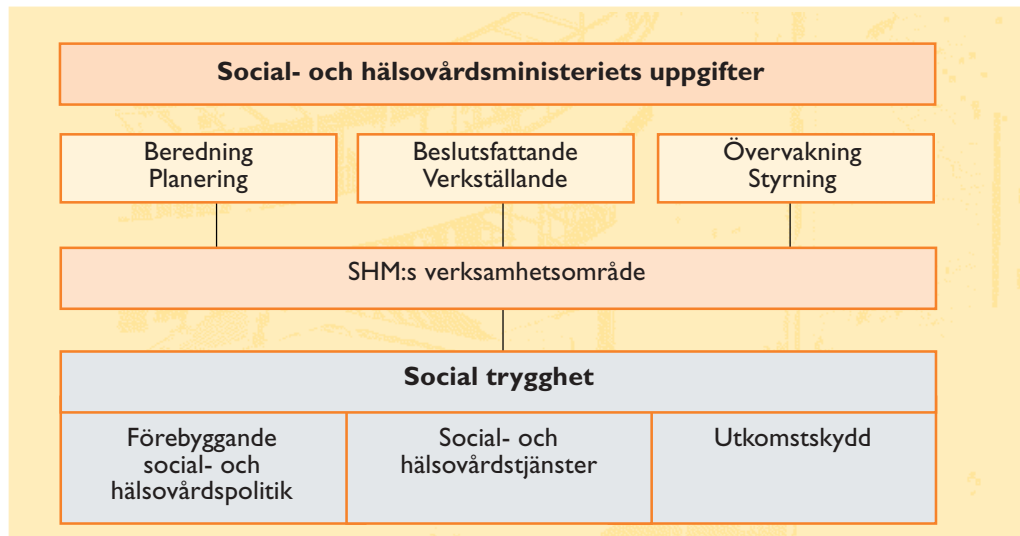 Social- och hälsovårdsministeriets uppgifter
Beredning
Planering
Beslutsfattande
Verkställande
Övervakning
Styrning
SHM:s verksamhetsområde
Social trygghet
Förebyggande
social- och
hälsovårdspolitik
Social- och
hälsovårdstjänster
Utkomstskydd